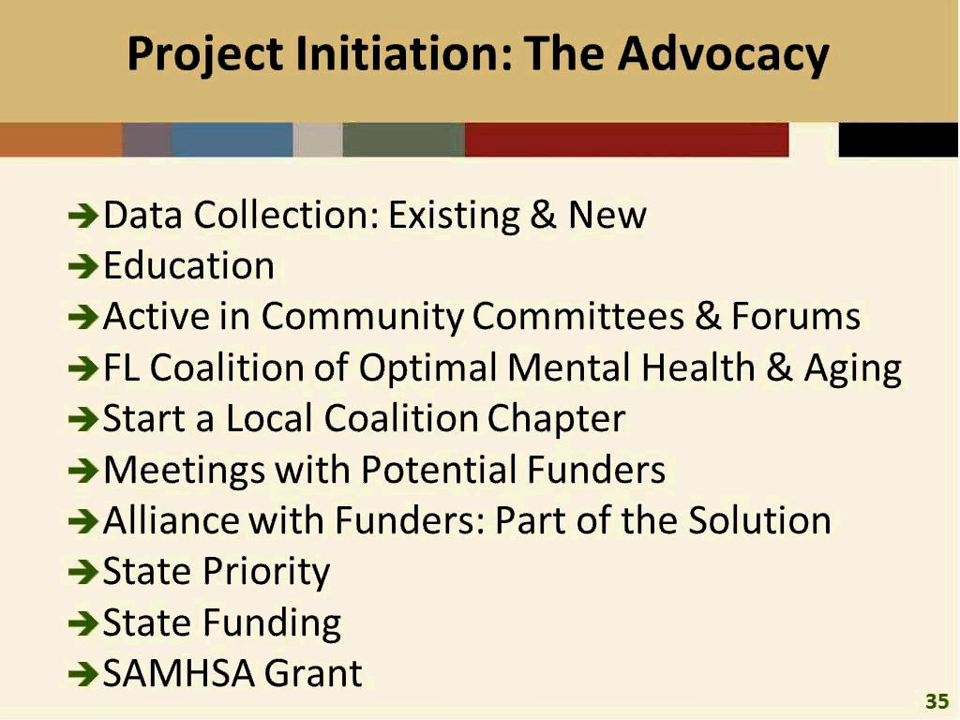 Project Initiation: The Advocacy
➔Data Collection: Existing & New
➔Education
➔Active in Community Committees & Forums
➔FL Coalition of Optimal Mental Health & Aging
➔Start a Local Coalition Chapter
➔Meetings with Potential Funders
➔Alliance with Funders: Part of the Solution
➔State Priority
➔State Funding
➔SAMHSA Grant
35